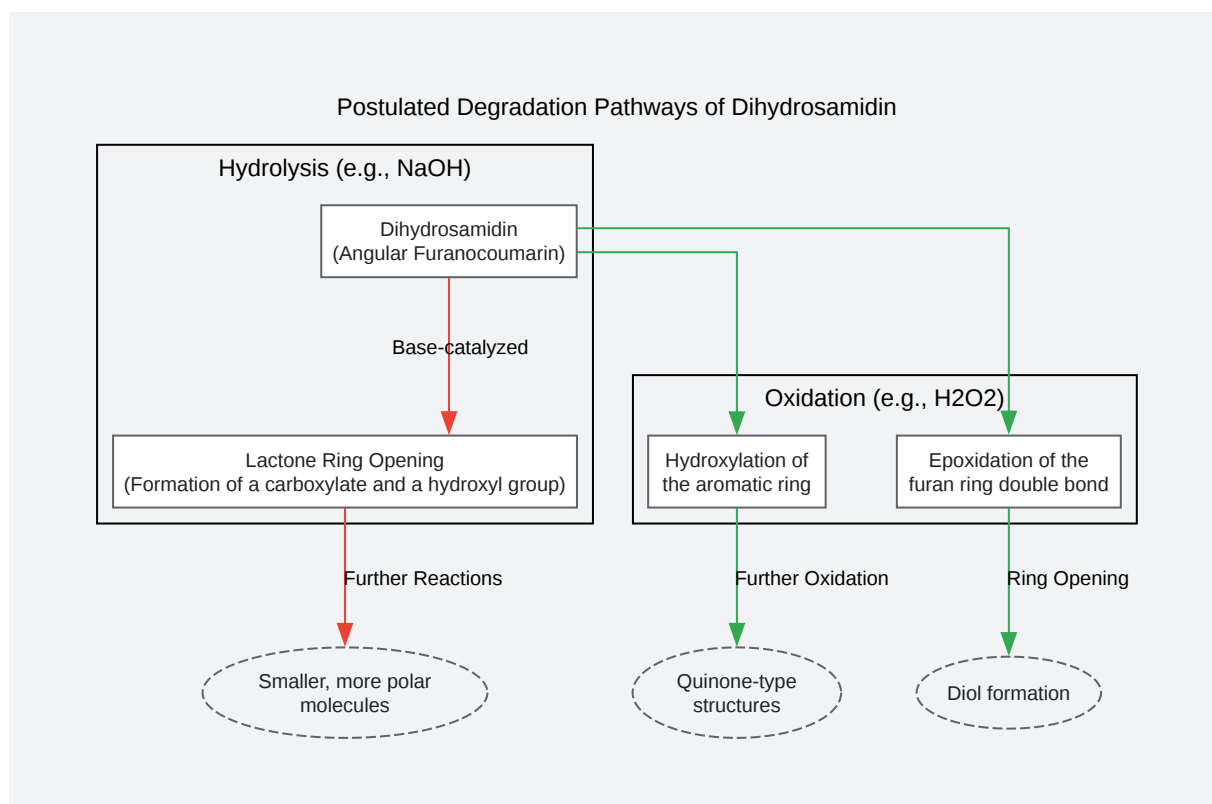 Postulated Degradation Pathways of Dihydrosamidin
Hydrolysis (e.g., NaOH)
Dihydrosamidin
(Angular Furanocoumarin)
Base-catalyzed
Oxidation (e.g., H2O2)
Lactone Ring Opening
(Formation of a carboxylate and a hydroxyl group)
Hydroxylation of
the aromatic ring
Epoxidation of the
furan ring double bond
Further Reactions
Further Oxidation
Ring Opening
Smaller, more polar
molecules
Quinone-type
structures
Diol formation